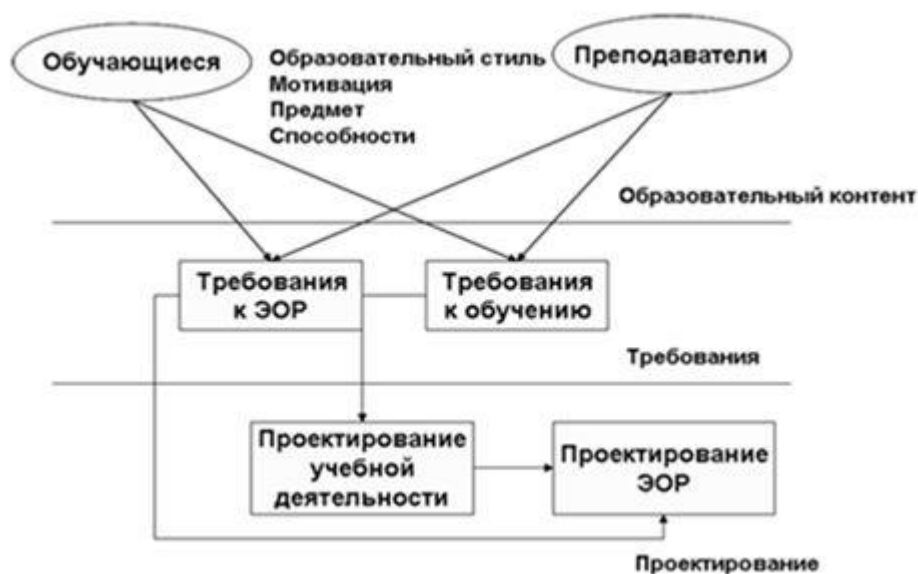 Обучающиеся
Образовательный стиль
Мотивация
Предмет
Способности
Преподаватели
Образовательный контент
Требования
к ЭОР
Требования
к обучению
Требования
Проектирование
учебной
деятельности
Проектирование
ЭОР
Проектирование